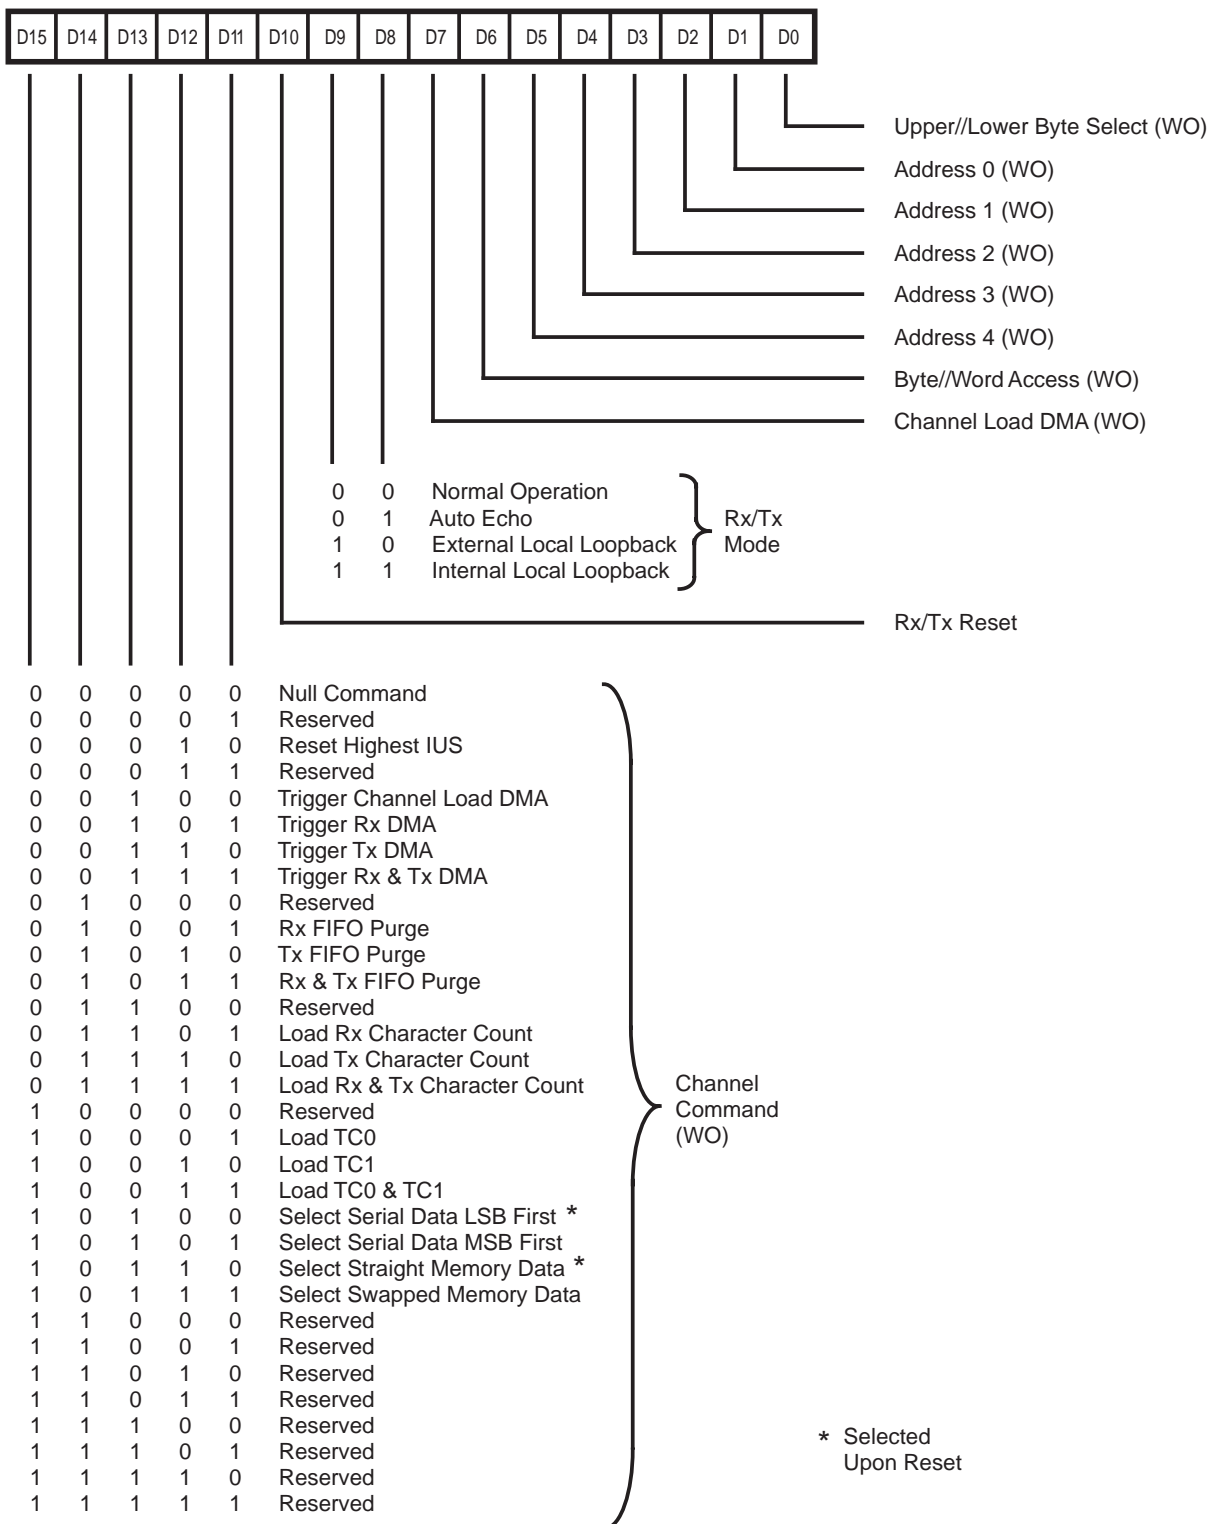 D15 D14 D13 D12 D11 D10 D9 D8 D7 D6 D5 D4 D3 D2 D1 D0
Upper//Lower Byte Select (WO)
Address 0 (WO)
Address 1 (WO)
Address 2 (WO)
Address 3 (WO)
Address 4 (WO)
Byte//Word Access (WO)
Channel Load DMA (WO)
0 0 Normal Operation
0 1 Auto Echo
1 0 External Local Loopback
1 1 Internal Local Loopback
Rx/Tx
Mode
Rx/Tx Reset
0 0 0 0 0 Null Command
0 0 0 0 1 Reserved
0 0 0 1 0 Reset Highest IUS
0 0 0 1 1 Reserved
0 0 1 0 0 Trigger Channel Load DMA
0 0 1 0 1 Trigger Rx DMA
0 0 1 1 0 Trigger Tx DMA
0 0 1 1 1 Trigger Rx & Tx DMA
0 1 0 0 0 Reserved
0 1 0 0 1 Rx FIFO Purge
0 1 0 1 0 Tx FIFO Purge
0 1 0 1 1 Rx & Tx FIFO Purge
0 1 1 0 0 Reserved
0 1 1 0 1 Load Rx Character Count
0 1 1 1 0 Load Tx Character Count
0 1 1 1 1 Load Rx & Tx Character Count
1 0 0 0 0 Reserved
1 0 0 0 1 Load TC0
1 0 0 1 0 Load TC1
1 0 0 1 1 Load TC0 & TC1
1 0 1 0 0 Select Serial Data LSB First *
1 0 1 0 1 Select Serial Data MSB First
1 0 1 1 0 Select Straight Memory Data *
1 0 1 1 1 Select Swapped Memory Data
1 1 0 0 0 Reserved
1 1 0 0 1 Reserved
1 1 0 1 0 Reserved
1 1 0 1 1 Reserved
1 1 1 0 0 Reserved
1 1 1 0 1 Reserved
1 1 1 1 0 Reserved
1 1 1 1 1 Reserved
Channel
Command
(WO)
* Selected
Upon Reset